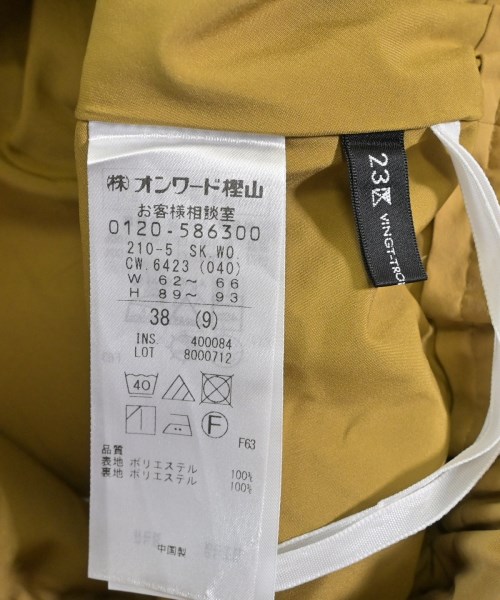 (株)オンワード樫山
お客様相談室
0120-586300
210-5 SK.WO.
CW.6423 (040)
W 62〜 66
H 89〜 93
38 (9)
INS. 400084
LOT 8000712
40
F
F63
品質
表地 ポリエステル 100%
裏地 ポリエステル 100%
中国製
23区
VINGT-TROI